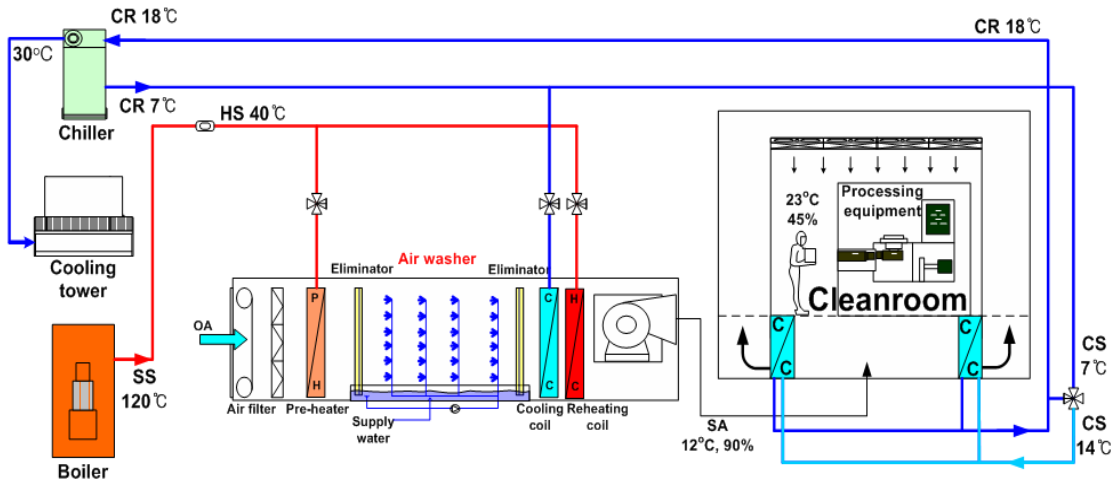 CR 18℃
CR 18℃
30°C
CR 7℃
HS 40℃
Chiller
23°C
45%
Processing
equipment
Cooling
tower
Eliminator
Air washer
Eliminator
Cleanroom
OA
P
H
C
C
H
C
C
C
C
C
SS
120℃
CS
7℃
Air filter
Pre-heater
Supply
water
Cooling
coil
Reheating
coil
SA
12°C, 90%
CS
14℃
Boiler